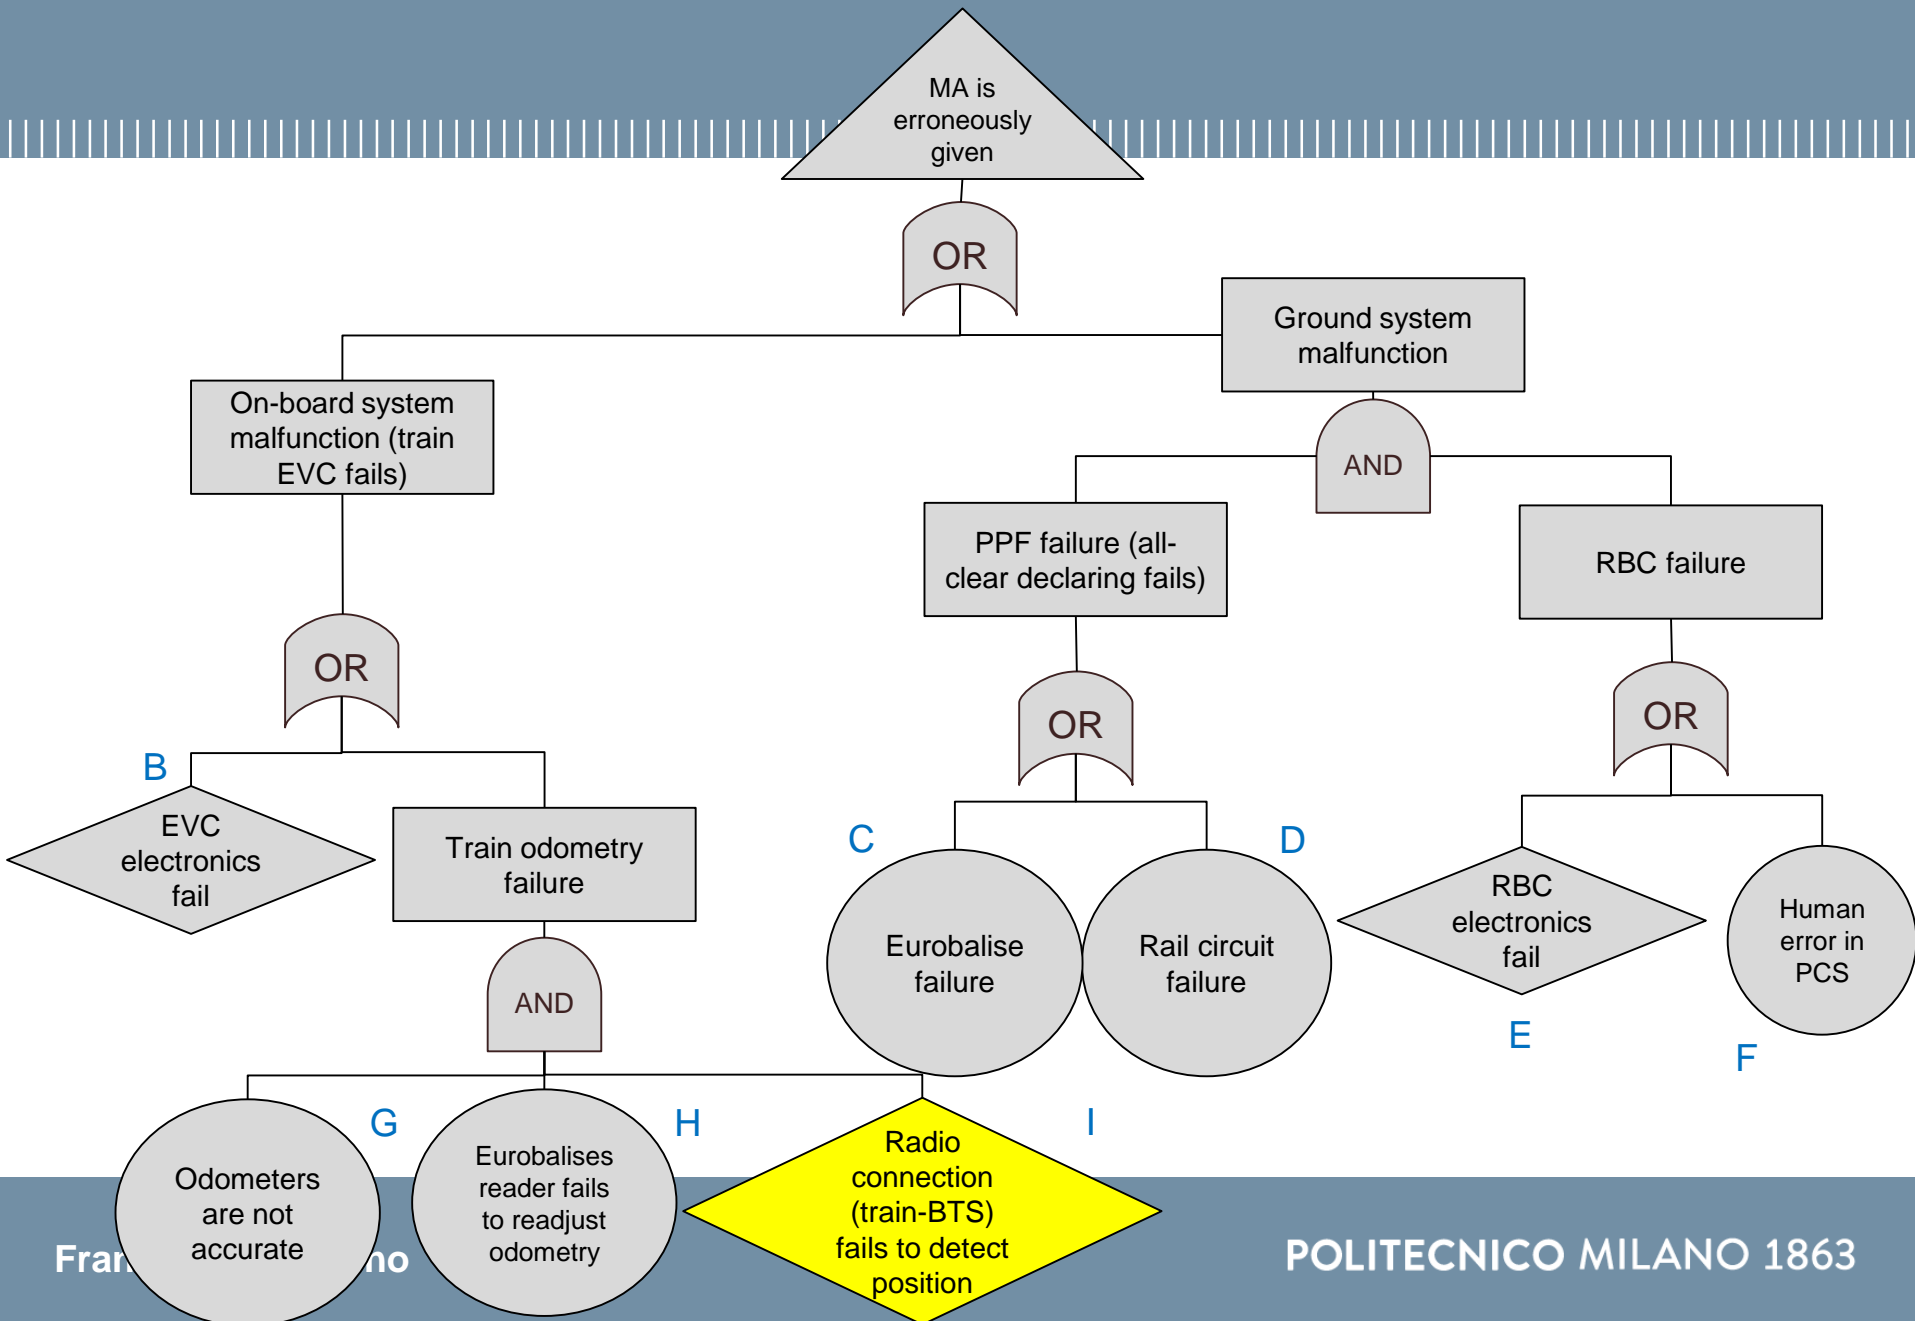 MA is
erroneously
given
OR
Ground system
malfunction
On-board system
malfunction (train
EVC fails)
AND
PPF failure (all-
clear declaring fails)
RBC failure
OR
OR
OR
B
EVC
electronics
fail
Train odometry
failure
C
D
Eurobalise
failure
Rail circuit
failure
RBC
electronics
fail
Human
error in
PCS
E
F
AND
G
H
I
Odometers
are not
accurate
Eurobalises
reader fails
to readjust
odometry
Radio
connection
(train-BTS)
fails to detect
position
POLITECNICO MILANO 1863